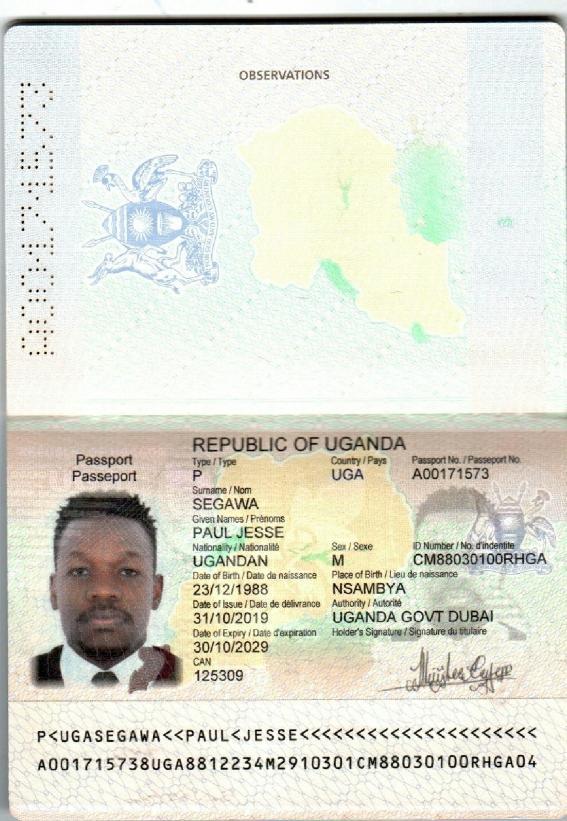 OBSERVATIONS
A00171573
REPUBLIC OF UGANDA
Passport
Passeport
Type / Type
Country / Pays
Passport No. / Passeport No.
P
UGA
A00171573
Surname / Nom
SEGAWA
Given Names / Prénoms
PAUL JESSE
Nationality / Nationalité
Sex / Sexe
ID Number / No. d'indentite
UGANDAN
M
CM88030100RHGA
Date of Birth / Date de naissance
Place of Birth / Lieu de naissance
23/12/1988
NSAMBYA
Date of Issue / Date de délivrance
Authority / Autorité
31/10/2019
UGANDA GOVT DUBAI
Date of Expiry / Date d'expiration
Holder's Signature / Signature du titulaire
30/10/2029
CAN
125309
P<UGASEGAWA<<PAUL<JESSE<<<<<<<<<<<<<<<<<<<<<
A001715738UGA8812234M2910301CM88030100RHGA04